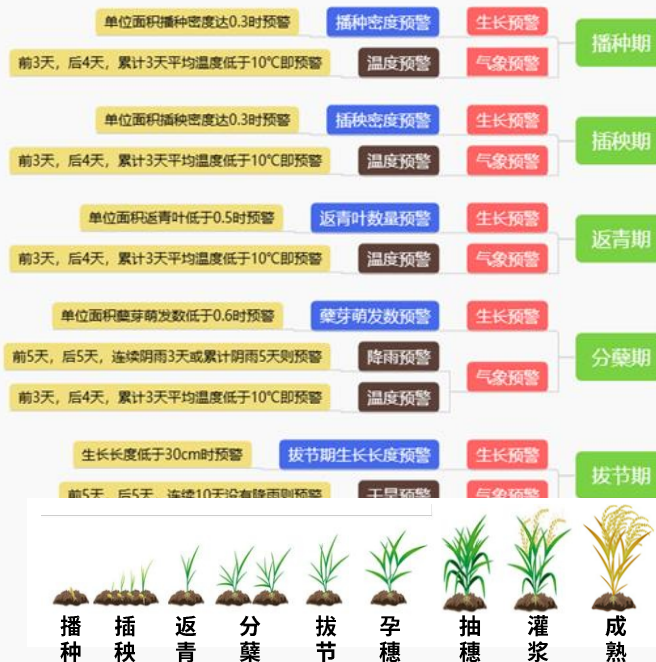 单位面积播种密度达0.3时预警 播种密度预警 生长预警 播种期
前3天，后4天，累计3天平均温度低于10℃即预警 温度预警 气象预警
单位面积插秧密度达0.3时预警 插秧密度预警 生长预警 插秧期
前3天，后4天，累计3天平均温度低于10℃即预警 温度预警 气象预警
单位面积返青叶低于0.5时预警 返青叶数量预警 生长预警 返青期
前3天，后4天，累计3天平均温度低于10℃即预警 温度预警 气象预警
单位面积蘖芽萌发数低于0.6时预警 蘖芽萌发数预警 生长预警 分蘖期
前5天，后5天，连续阴雨3天或累计阴雨5天则预警 降雨预警 气象预警
前3天，后4天，累计3天平均温度低于10℃即预警 温度预警
生长长度低于30cm时预警 拔节期生长长度预警 生长预警 拔节期
前5天，后5天，连续10天没有降雨则预警 干旱预警 气象预警
播种 插秧 返青 分蘖 拔节 孕穗 抽穗 灌浆 成熟